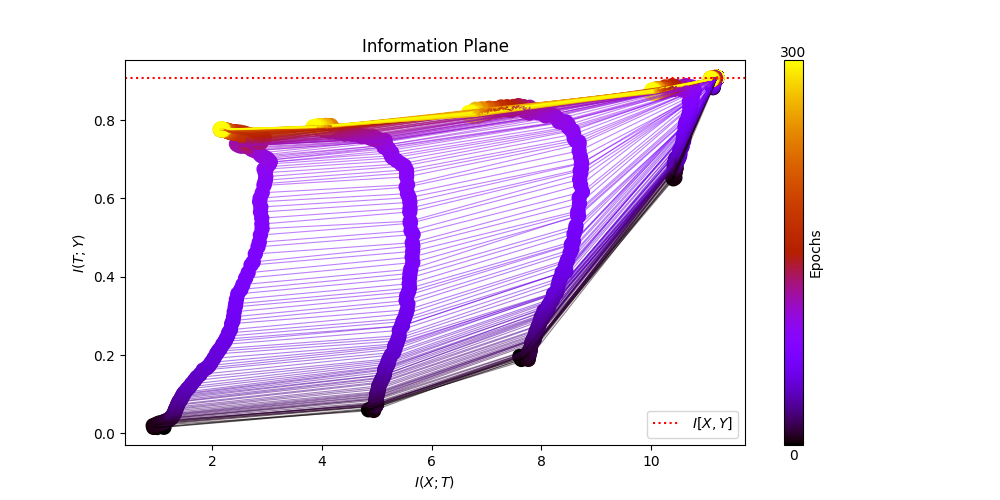 Information Plane
300
0.8
0.6
0.4
0.2
0.0
I(T; Y)
2
4
6
8
10
I(X; T)
I[X, Y]
Epochs
0